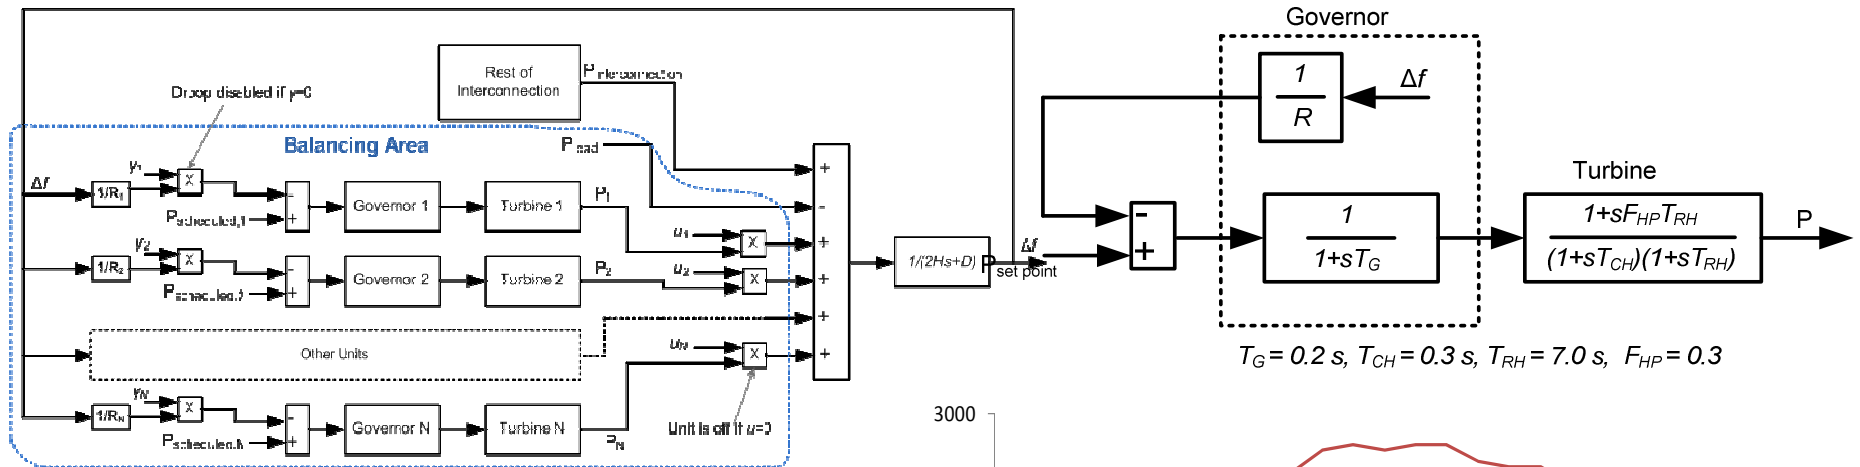 Governor
Rest of
Interconnection
P interconnection
Droop disabled if y=0
Balancing Area
P load
Δf
1/R1
y1
X
Pscheduled,1
-
+
Governor 1
Turbine 1
P1
u1
X
1/R2
y2
X
-
+
Governor 2
Turbine 2
P2
u2
X
Other Units
1/RN
yN
X
-
+
Governor N
Turbine N
PN
uN
X
Unit is off if u=0
+
-
+
+
+
+
1/(2Hs+D)
Δf
P set point
1
R
Δf
-
+
1
1+sTG
Turbine
1+sFHPTRH
(1+sTCH)(1+sTRH)
P
TG = 0.2 s, TCH = 0.3 s, TRH = 7.0 s, FHP = 0.3
3000